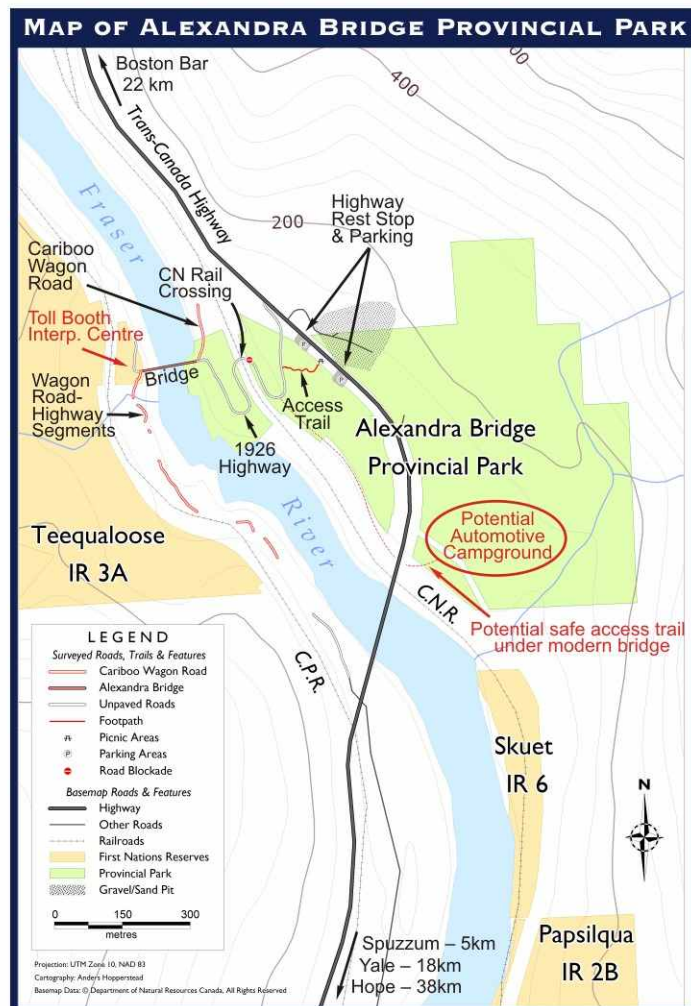 MAP OF ALEXANDRA BRIDGE PROVINCIAL PARK
Boston Bar
22 km
Trans-Canada Highway
400
200
Fraser
River
Highway
Rest Stop
& Parking
Cariboo
Wagon
Road
CN Rail
Crossing
Toll Booth
Interp. Centre
Bridge
Wagon
Road-
Highway
Segments
Access
Trail
1926
Highway
P
P
Alexandra Bridge
Provincial Park
Potential
Automotive
Campground
Teequaloose
IR 3A
C.N.R.
Potential safe access trail
under modern bridge
C.P.R.
LEGEND
Surveyed Roads, Trails & Features
Cariboo Wagon Road
Alexandra Bridge
Unpaved Roads
Footpath
Picnic Areas
P Parking Areas
Road Blockade
Basemap Roads & Features
Highway
Other Roads
Railroads
First Nations Reserves
Provincial Park
Gravel/Sand Pit
0 150 300
metres
Skuet
IR 6
N
Papsilqua
IR 2B
Spuzzum – 5km
Yale – 18km
Hope – 38km
Projection: UTM Zone 10, NAD 83
Cartography: Anders Hopperstead
Basemap Data: © Department of Natural Resources Canada. All Rights Reserved